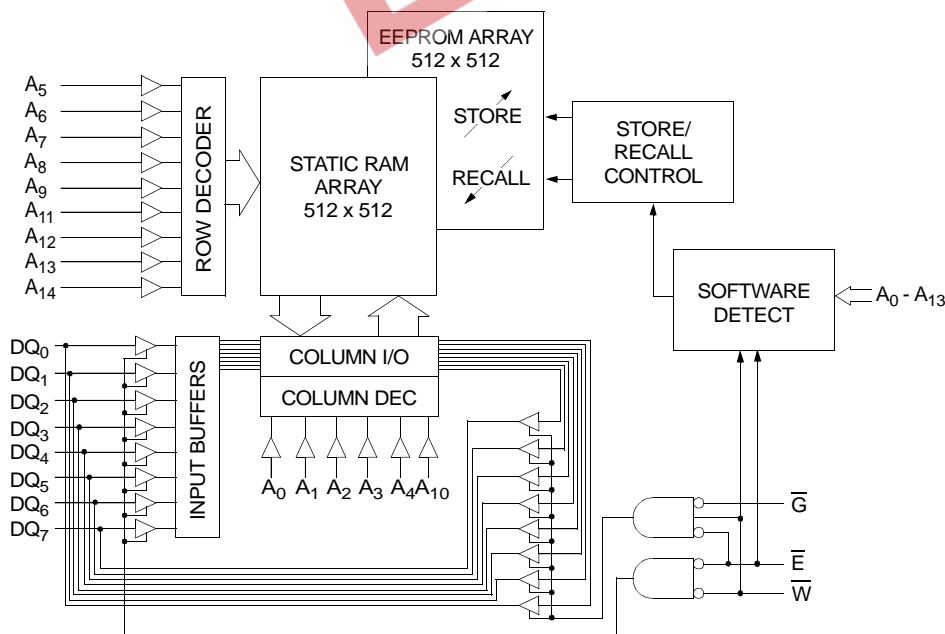 EEPROM ARRAY
512 x 512
STORE
RECALL
STATIC RAM
ARRAY
512 x 512
STORE/
RECALL
CONTROL
A5
A6
A7
A8
A9
A11
A12
A13
A14
ROW DECODER
SOFTWARE
DETECT
A0 - A13
DQ0
DQ1
DQ2
DQ3
DQ4
DQ5
DQ6
DQ7
INPUT BUFFERS
COLUMN I/O
COLUMN DEC
A0 A1 A2 A3 A4 A10
G̅
E̅
W̅